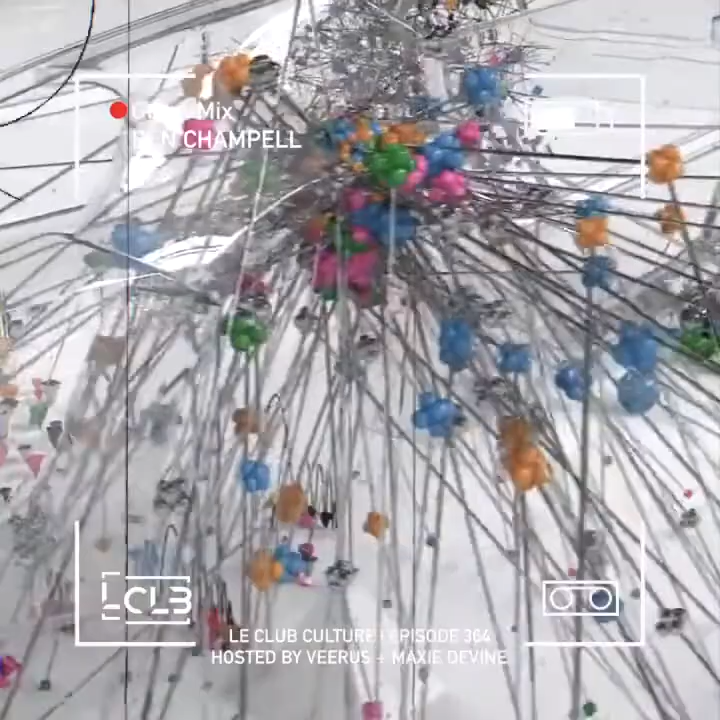 Mix
CHAMPELL
LCLB
LE CLUB CULTURE EPISODE 364
HOSTED BY VEERUS + MAXIE DEVINE